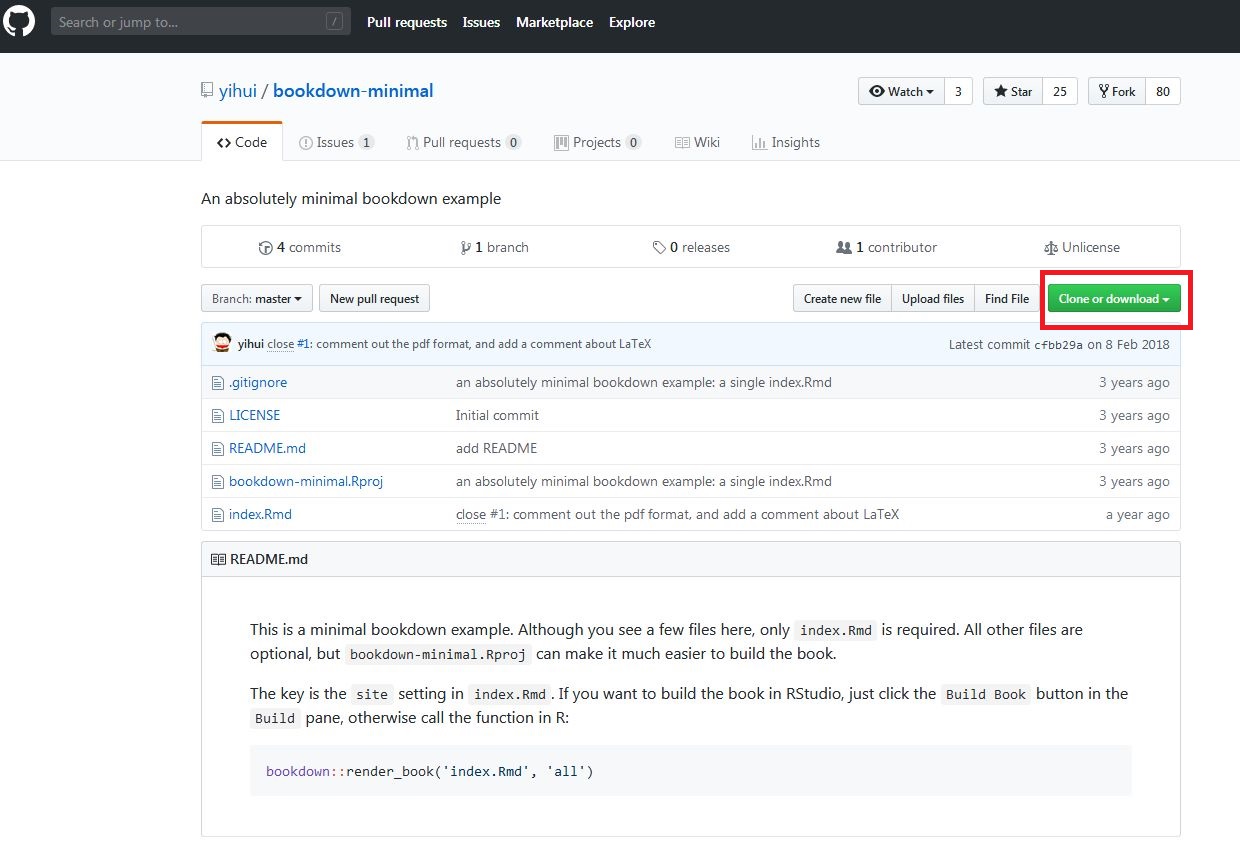 Search or jump to... /
Pull requests Issues Marketplace Explore
yihui / bookdown-minimal
Watch 3 Star 25 Fork 80
Code Issues 1 Pull requests 0 Projects 0 Wiki Insights
An absolutely minimal bookdown example
4 commits 1 branch 0 releases 1 contributor Unlicense
Branch: master New pull request Create new file Upload files Find File Clone or download
yihui close #1: comment out the pdf format, and add a comment about LaTeX Latest commit cfbb29a on 8 Feb 2018
.gitignore an absolutely minimal bookdown example: a single index.Rmd 3 years ago
LICENSE Initial commit 3 years ago
README.md add README 3 years ago
bookdown-minimal.Rproj an absolutely minimal bookdown example: a single index.Rmd 3 years ago
index.Rmd close #1: comment out the pdf format, and add a comment about LaTeX a year ago
README.md
This is a minimal bookdown example. Although you see a few files here, only index.Rmd is required. All other files are
optional, but bookdown-minimal.Rproj can make it much easier to build the book.
The key is the site setting in index.Rmd. If you want to build the book in RStudio, just click the Build Book button in the
Build pane, otherwise call the function in R:
bookdown::render_book('index.Rmd', 'all')